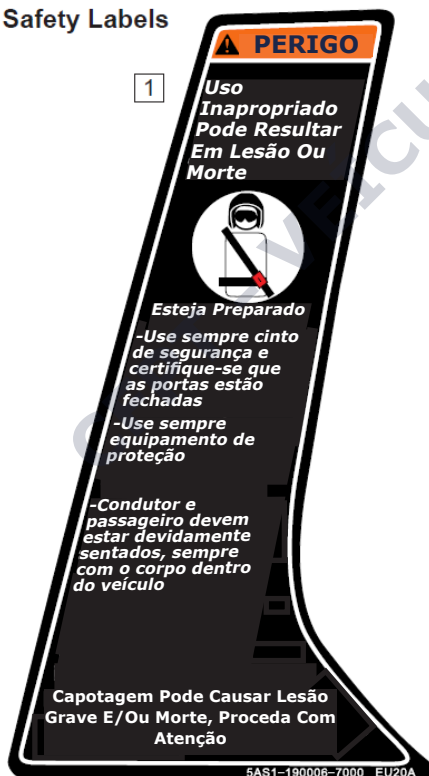 Safety Labels
1
PERIGO
Uso
Inapropriado
Pode Resultar
Em Lesão Ou
Morte
Esteja Preparado
-Use sempre cinto
de segurança e
certifique-se que
as portas estão
fechadas
-Use sempre
equipamento de
proteção
-Condutor e
passageiro devem
estar devidamente
sentados, sempre
com o corpo dentro
do veículo
Capotagem Pode Causar Lesão
Grave E/Ou Morte, Proceda Com
Atenção
5AS1-190006-7000 EU20A